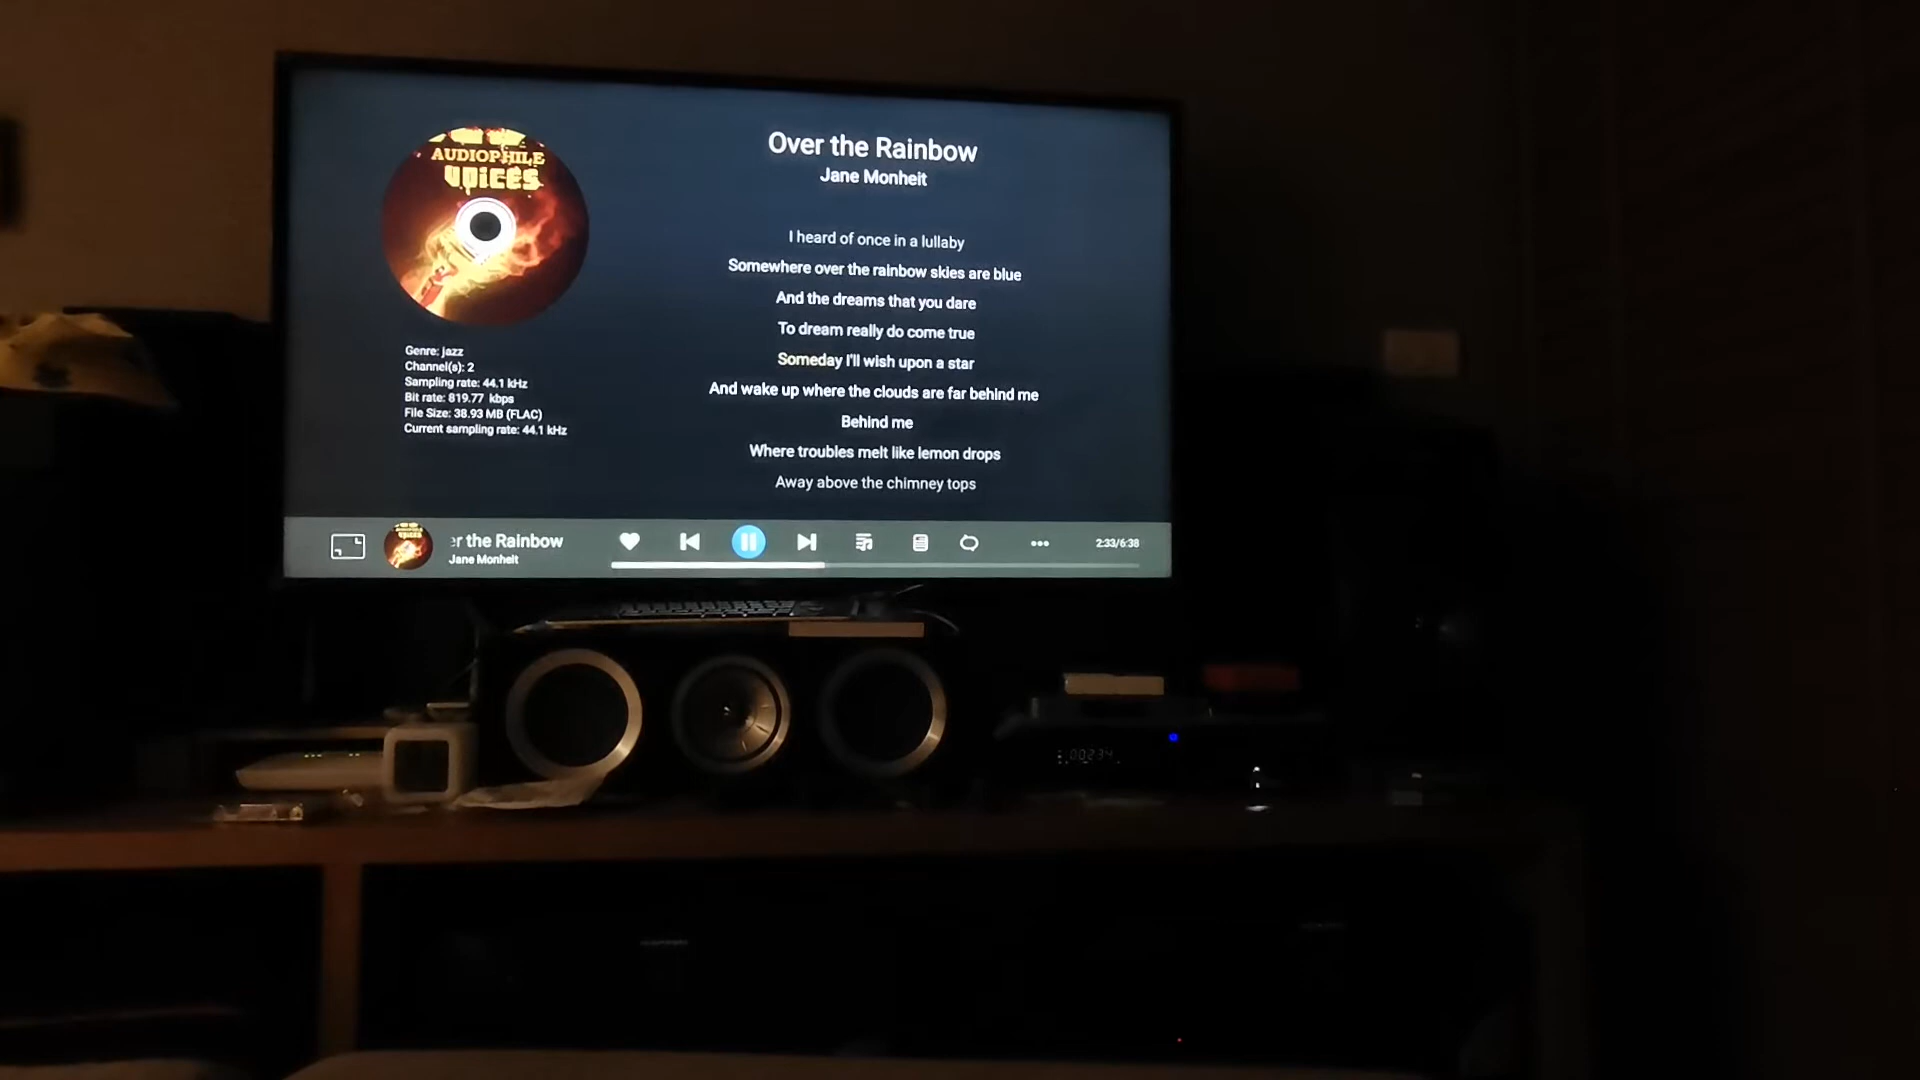 AUDIOPHILE
VOICES
Genre: Jazz
Channel(s): 2
Sampling rate: 44.1 kHz
Bit rate: 819.77 kbps
File Size: 38.93 MB (FLAC)
Current sampling rate: 44.1 kHz
Over the Rainbow
Jane Monheit
I heard of once in a lullaby
Somewhere over the rainbow skies are blue
And the dreams that you dare
To dream really do come true
Someday I'll wish upon a star
And wake up where the clouds are far behind me
Behind me
Where troubles melt like lemon drops
Away above the chimney tops
er the Rainbow
Jane Monheit
2:33/6:38
00234